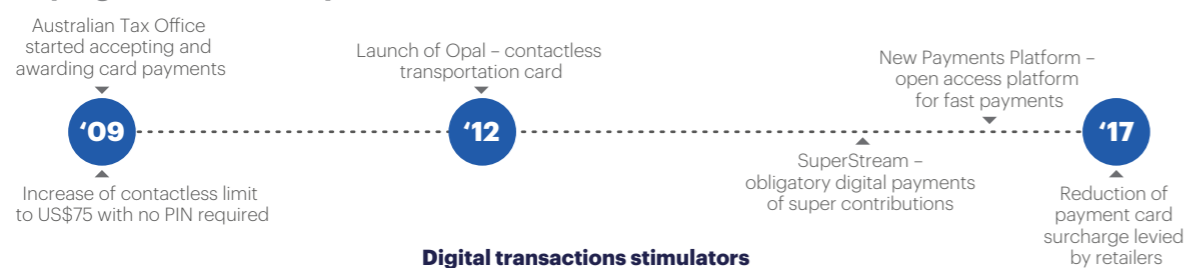 Australian Tax Office
started accepting and
awarding card payments
Launch of Opal – contactless
transportation card
New Payments Platform –
open access platform
for fast payments
‘09
‘12
‘17
Increase of contactless limit
to US$75 with no PIN required
SuperStream –
obligatory digital payments
of super contributions
Reduction of
payment card
surcharge levied
by retailers
Digital transactions stimulators